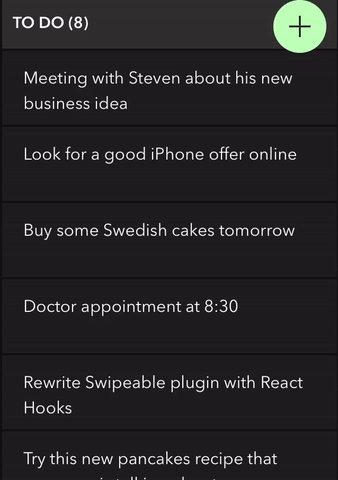 TO DO (8)
Meeting with Steven about his new
business idea
Look for a good iPhone offer online
Buy some Swedish cakes tomorrow
Doctor appointment at 8:30
Rewrite Swipeable plugin with React
Hooks
Try this new pancakes recipe that